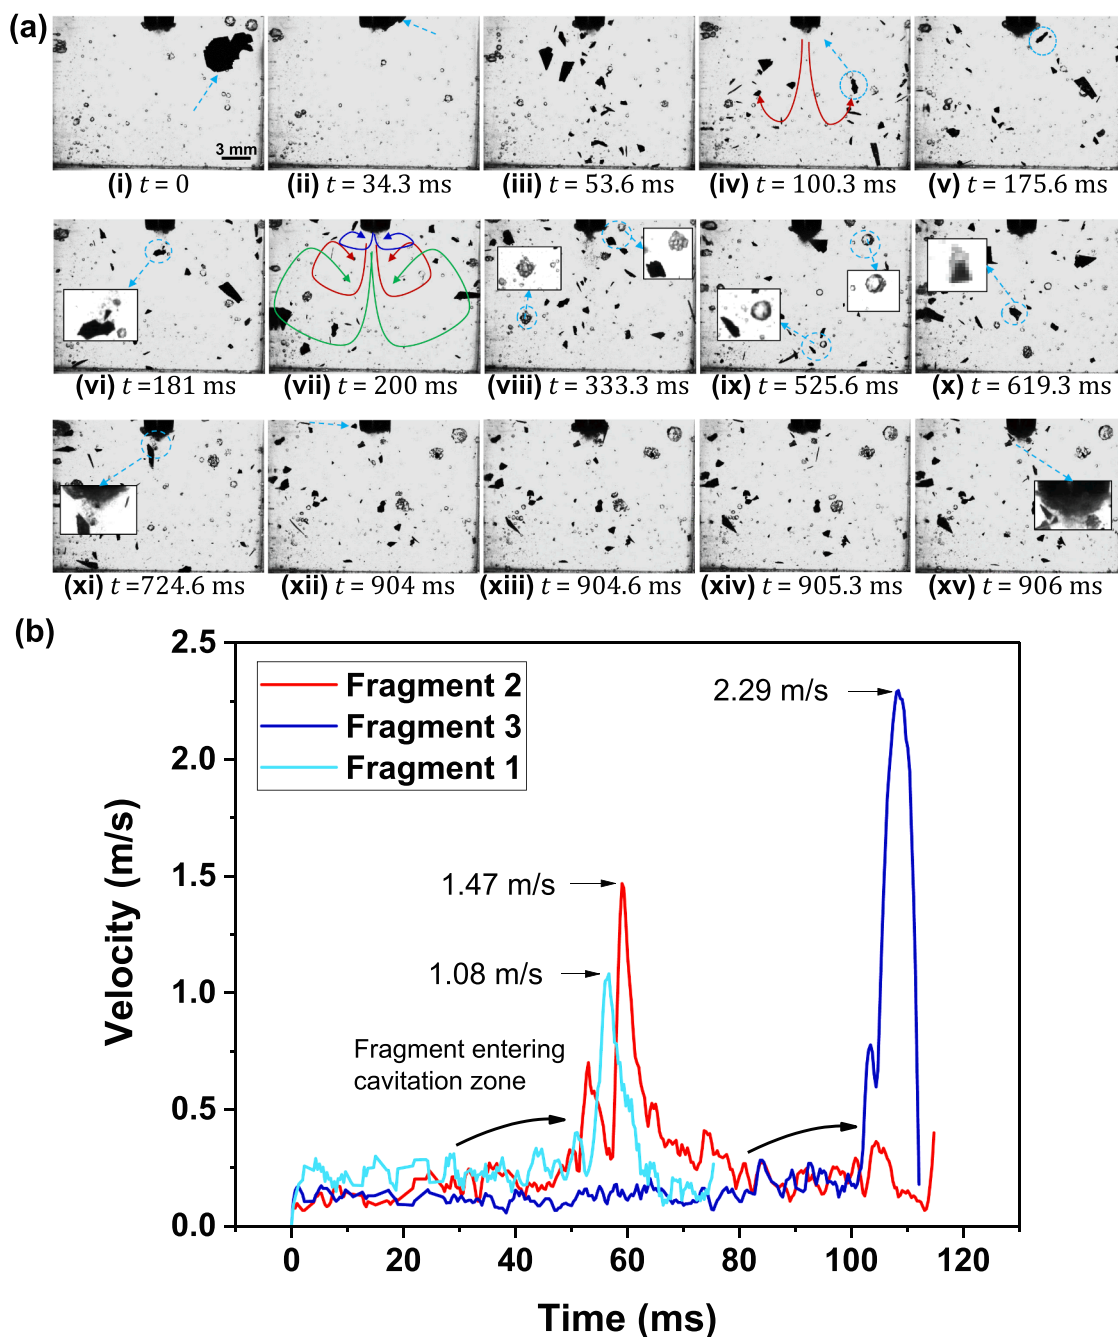 (a)
3 mm
(i) t = 0
(ii) t = 34.3 ms
(iii) t = 53.6 ms
(iv) t = 100.3 ms
(v) t = 175.6 ms
(vi) t =181 ms
(vii) t = 200 ms
(viii) t = 333.3 ms
(ix) t = 525.6 ms
(x) t = 619.3 ms
(xi) t =724.6 ms
(xii) t = 904 ms
(xiii) t = 904.6 ms
(xiv) t = 905.3 ms
(xv) t = 906 ms
(b)
Fragment 2
Fragment 3
Fragment 1
2.29 m/s
1.47 m/s
1.08 m/s
Fragment entering
cavitation zone
Velocity (m/s)
2.5
2.0
1.5
1.0
0.5
0.0
0 20 40 60 80 100 120
Time (ms)